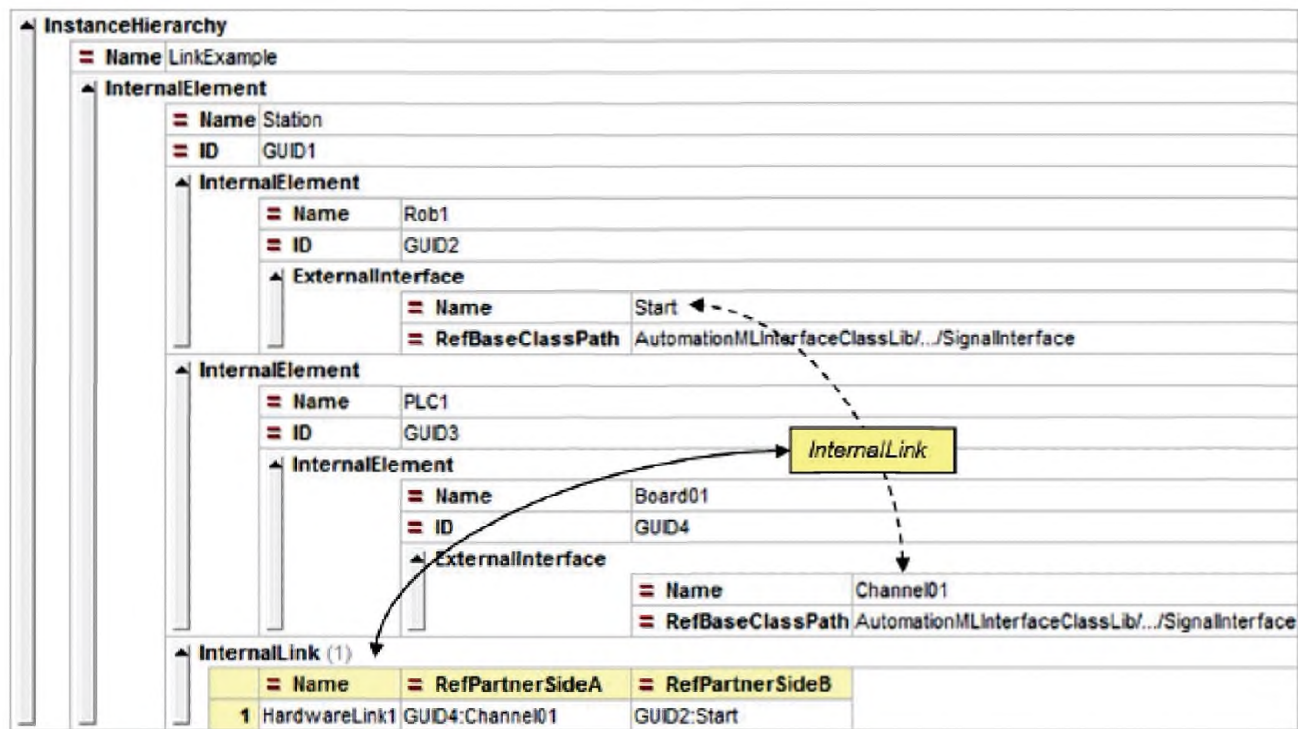 InstanceHierarchy
= Name LinkExample
InternalElement
= Name Station
= ID GUID1
InternalElement
= Name Rob1
= ID GUID2
ExternalInterface
= Name Start
= RefBaseClassPath AutomationMLInterfaceClassLib/.../SignalInterface
InternalElement
= Name PLC1
= ID GUID3
InternalLink
InternalElement
= Name Board01
= ID GUID4
ExternalInterface
= Name Channel01
= RefBaseClassPath AutomationMLInterfaceClassLib/.../SignalInterface
InternalLink (1)
= Name = RefPartnerSideA = RefPartnerSideB
1 HardwareLink1 GUID4:Channel01 GUID2:Start